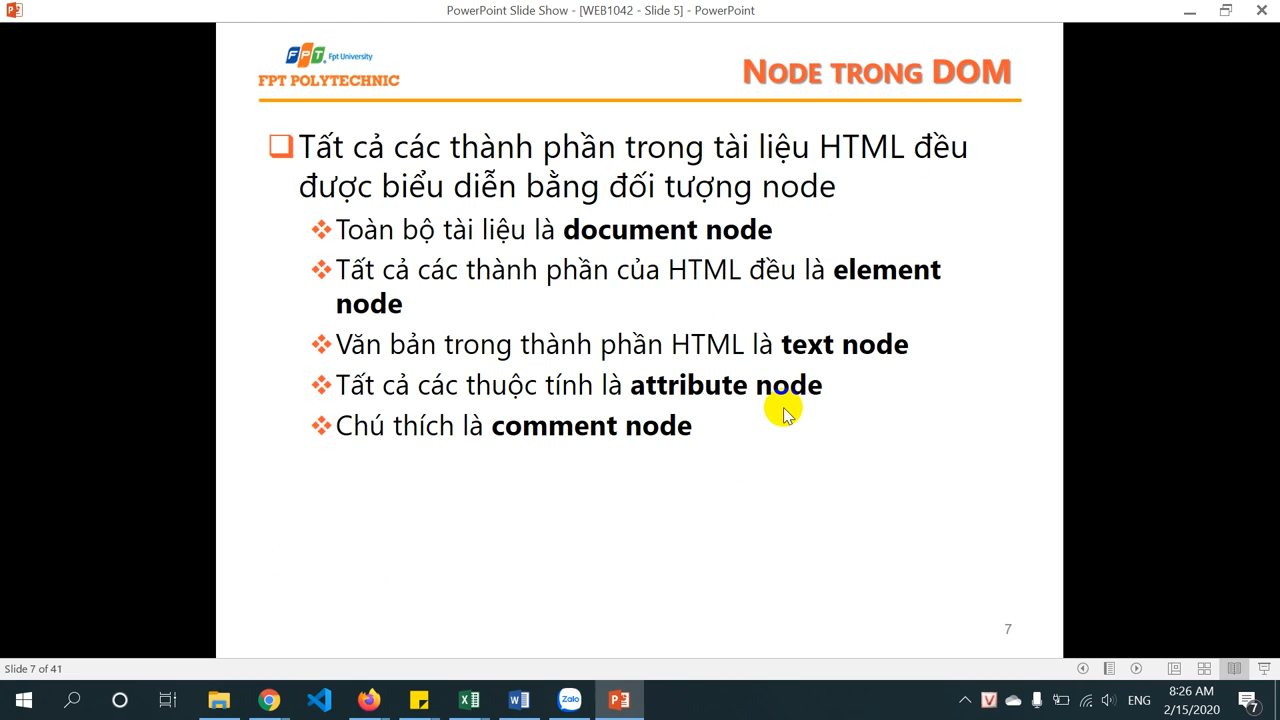 PowerPoint Slide Show - [WEB1042 - Slide 5] - PowerPoint
FPT Fpt University
FPT POLYTECHNIC
NODE TRONG DOM
Tất cả các thành phần trong tài liệu HTML đều
được biểu diễn bằng đối tượng node
Toàn bộ tài liệu là document node
Tất cả các thành phần của HTML đều là element
node
Văn bản trong thành phần HTML là text node
Tất cả các thuộc tính là attribute node
Chú thích là comment node
7
Slide 7 of 41
Zalo
ENG
8:26 AM
2/15/2020
7